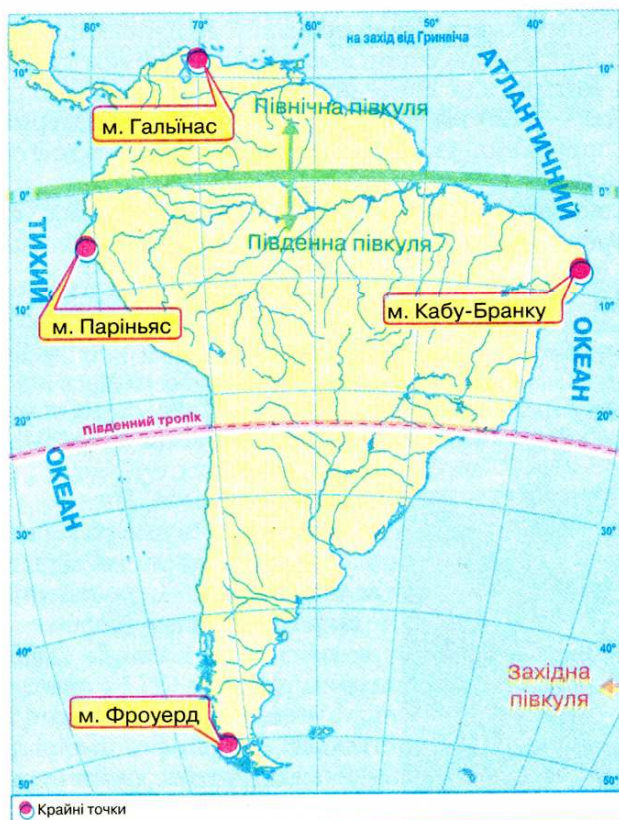 80°
70°
60°
50°
40°
на захід від Гринвіча
10°
10°
м. Гальїнас
Північна півкуля
АТЛАНТИЧНИЙ
0°
0°
ТИХИЙ
Південна півкуля
м. Паріньяс
м. Кабу-Бранку
10°
10°
ОКЕАН
20°
20°
Південний тропік
ОКЕАН
30°
30°
40°
40°
Західна
півкуля
м. Фроуерд
50°
50°
Крайні точки